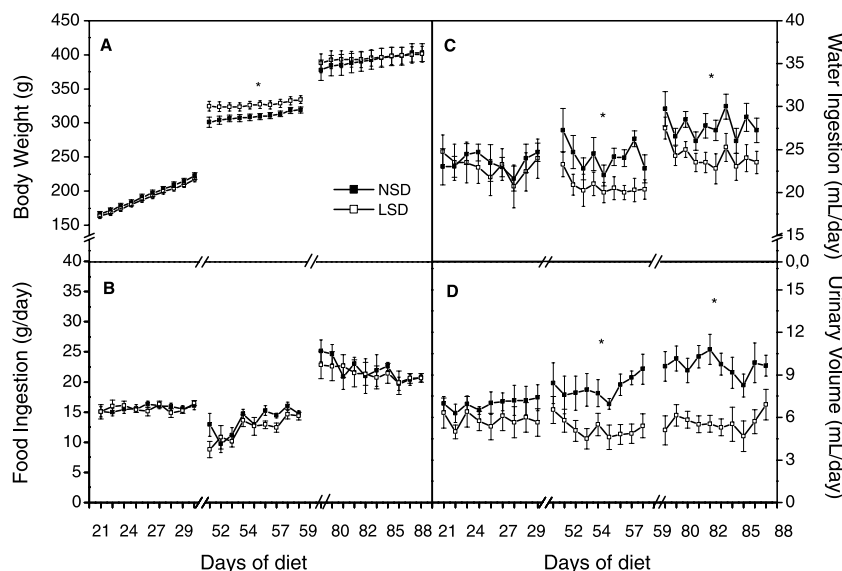 A
Body Weight (g)
450
400
350
300
250
200
150
*
NSD
LSD
C
Water Ingestion (mL/day)
40
35
30
25
20
15
0,0
*
*
B
Food Ingestion (g/day)
40
35
30
25
20
15
10
5
0
D
Urinary Volume (mL/day)
15
12
9
6
3
0
*
*
21 24 27 29 52 54 57 59 80 82 85 88
21 24 27 29 52 54 57 59 80 82 85 88
Days of diet
Days of diet